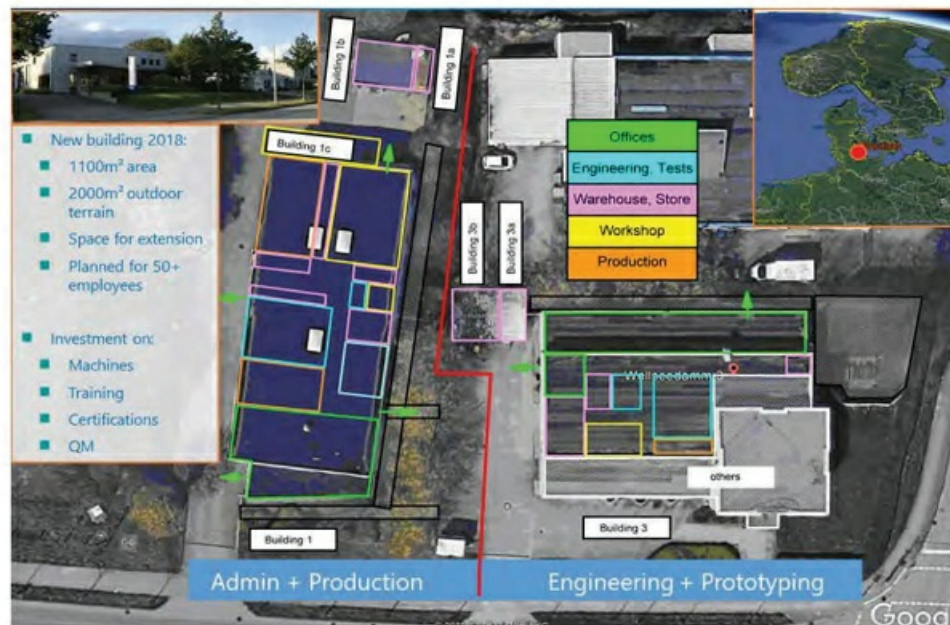 New building 2018:
1100m² area
2000m² outdoor
terrain
Space for extension
Planned for 50+
employees
Investment on:
Machines
Training
Certifications
QM
Building 1b
Building 1a
Building 1c
Building 3b
Building 3a
Offices
Engineering. Tests
Warehouse, Store
Workshop
Production
others
Building 1
Building 3
Admin + Production
Engineering + Prototyping